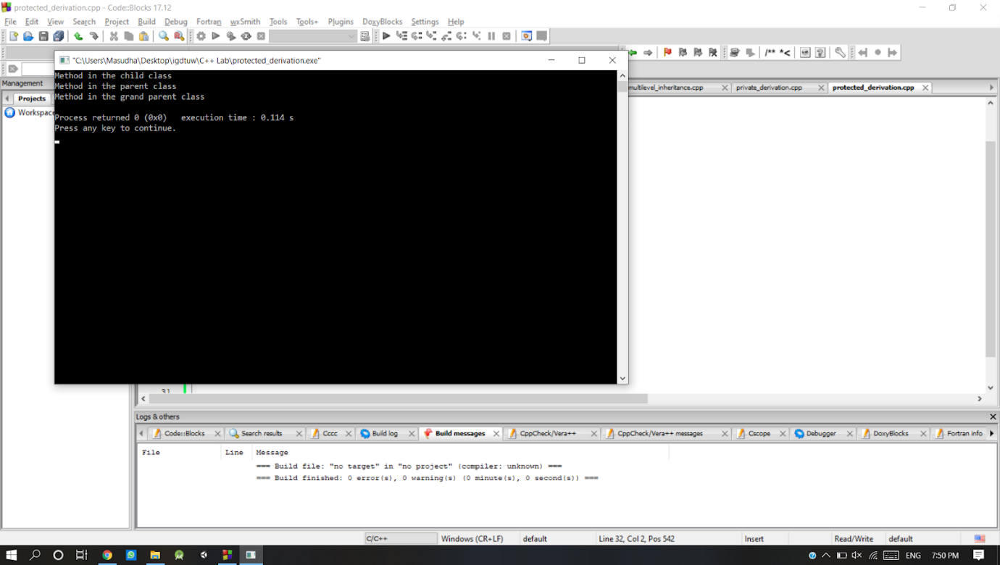 protected_derivation.cpp - Code::Blocks 17.12
File Edit View Search Project Build Debug Fortran wxSmith Tools Tools+ Plugins DoxyBlocks Settings Help
/** *<
"C:\Users\Masudha\Desktop\igdtuw\C++ Lab\protected_derivation.exe"
Method in the child class
Method in the parent class
Method in the grand parent class
Process returned 0 (0x0) execution time : 0.114 s
Press any key to continue.
Management
Projects
Workspac
multilevel_inheritance.cpp private_derivation.cpp protected_derivation.cpp
31
Logs & others
Code::Blocks Search results Cccc Build log Build messages CppCheck/Vera++ CppCheck/Vera++ messages Cscope Debugger DoxyBlocks Fortran info
File Line Message
=== Build file: "no target" in "no project" (compiler: unknown) ===
=== Build finished: 0 error(s), 0 warning(s) (0 minute(s), 0 second(s)) ===
C/C++ Windows (CR+LF) default Line 32, Col 2, Pos 542 Insert Read/Write default
ENG 7:50 PM